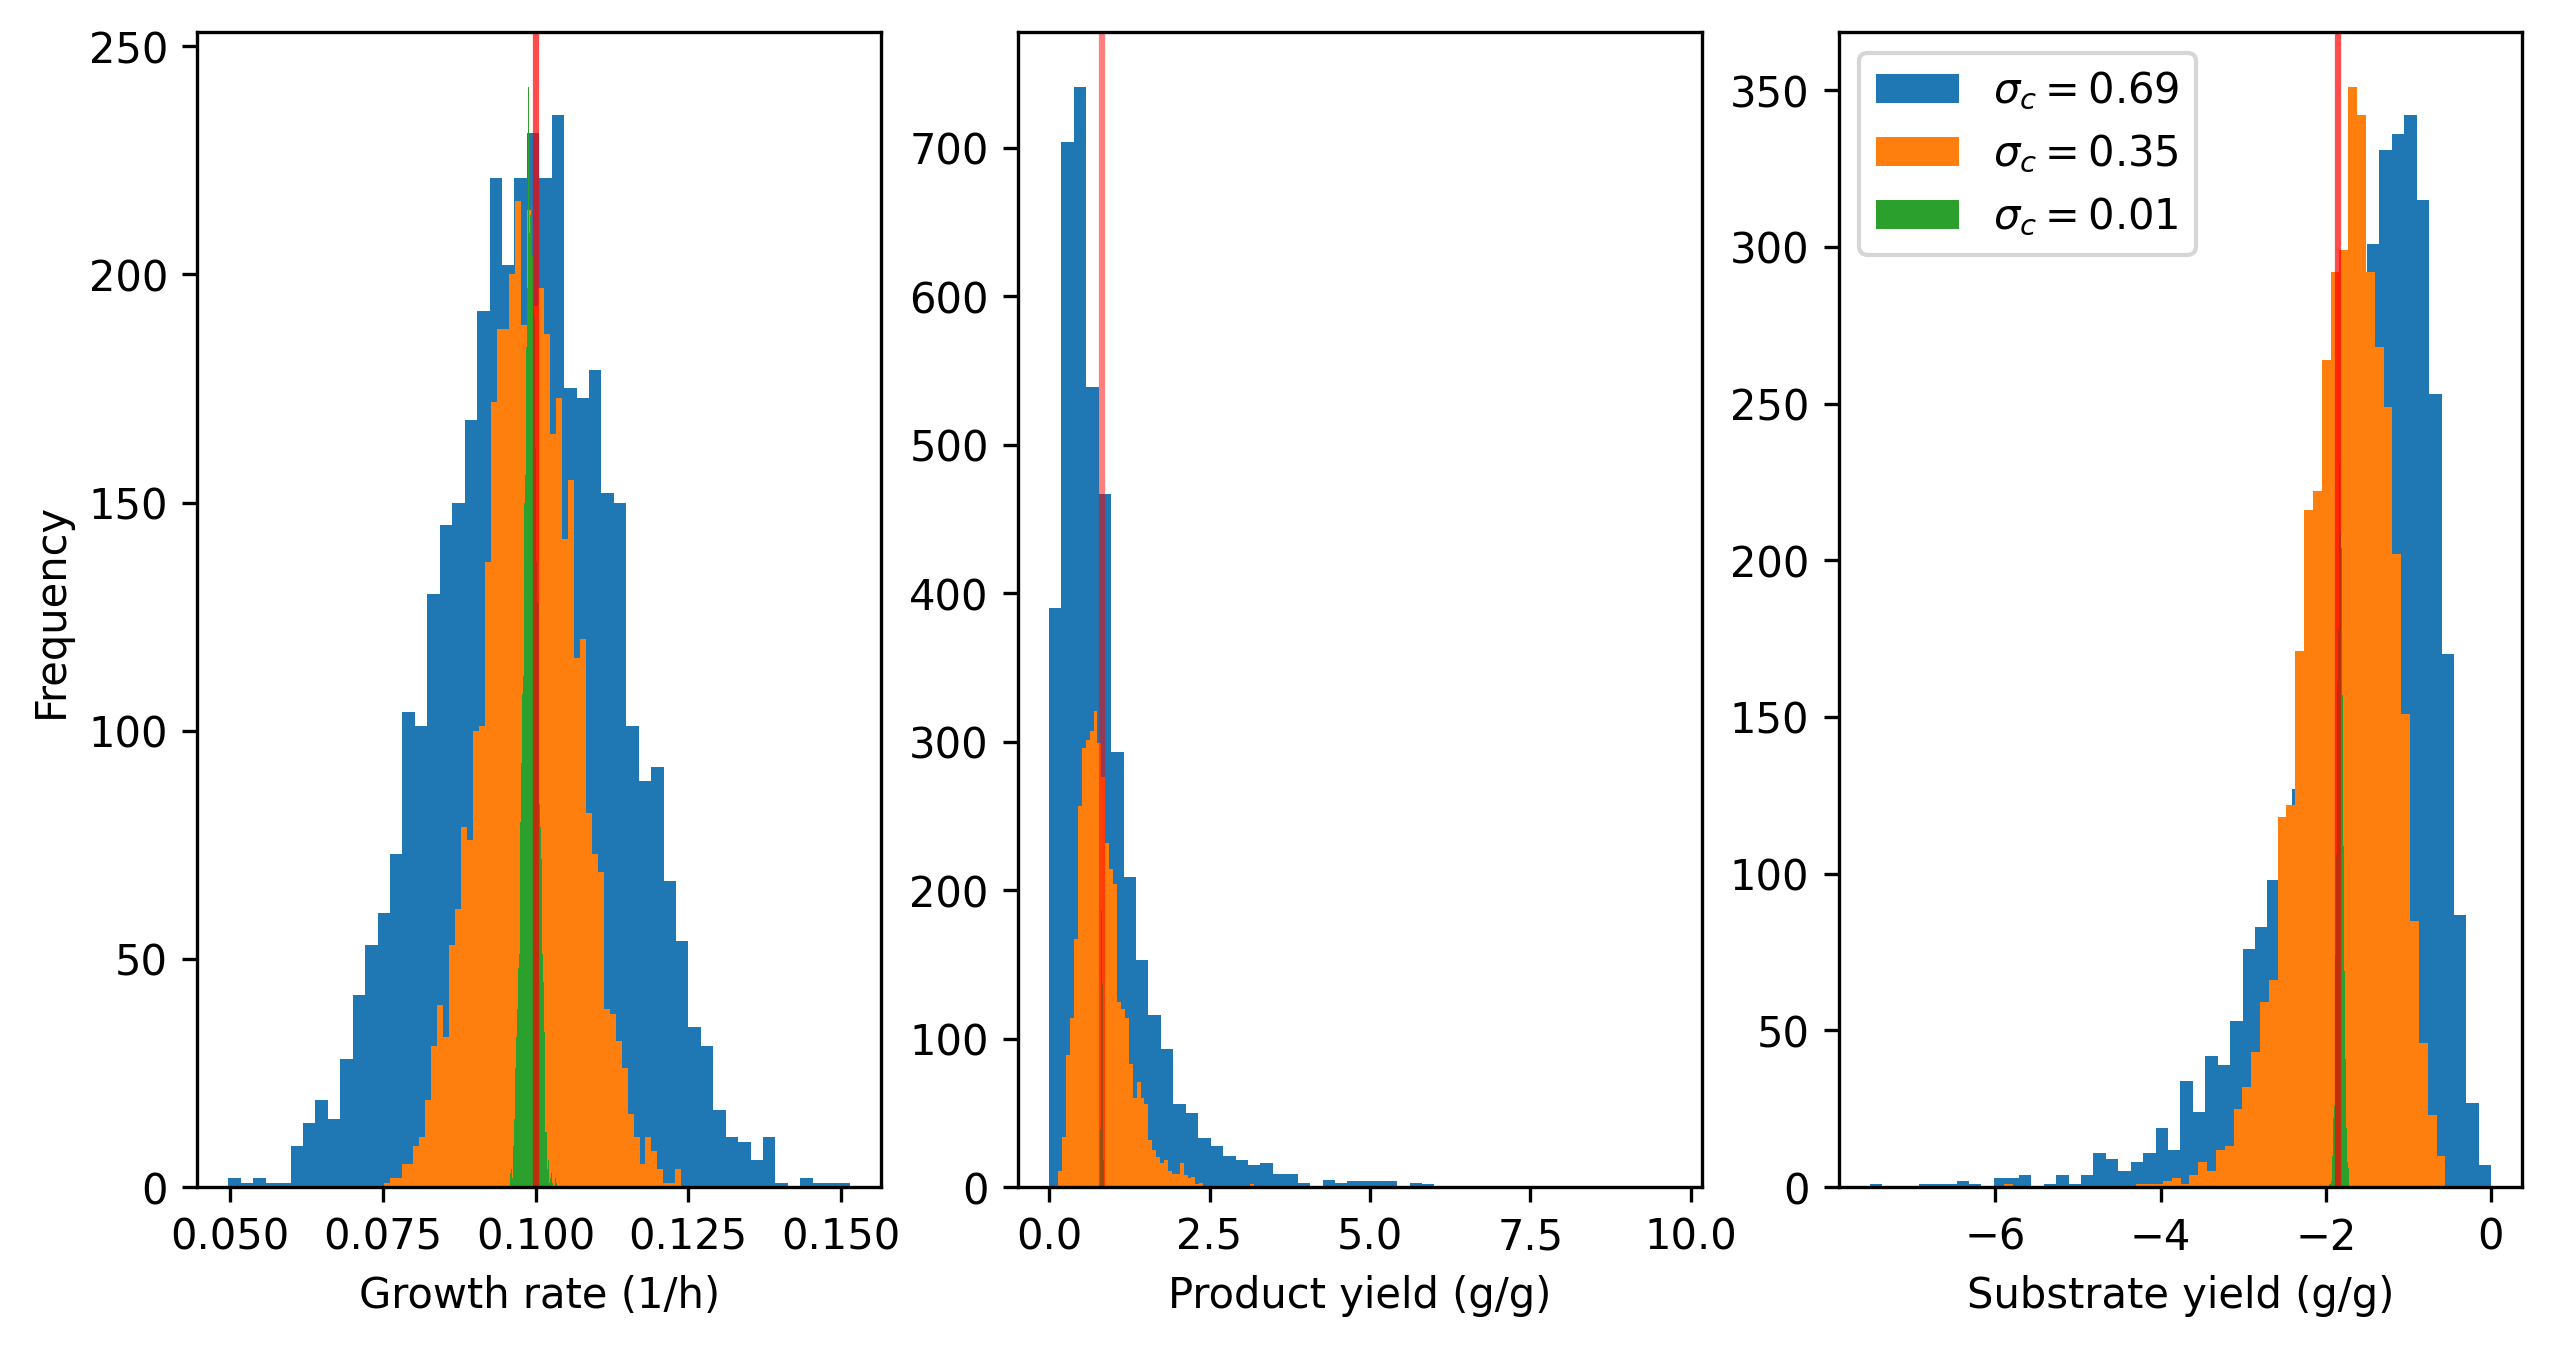 250
200
150
100
50
0
Frequency
0.050 0.075 0.100 0.125 0.150
Growth rate (1/h)
700
600
500
400
300
200
100
0
0.0 2.5 5.0 7.5 10.0
Product yield (g/g)
350
300
250
200
150
100
50
0
σc = 0.69
σc = 0.35
σc = 0.01
−6 −4 −2 0
Substrate yield (g/g)